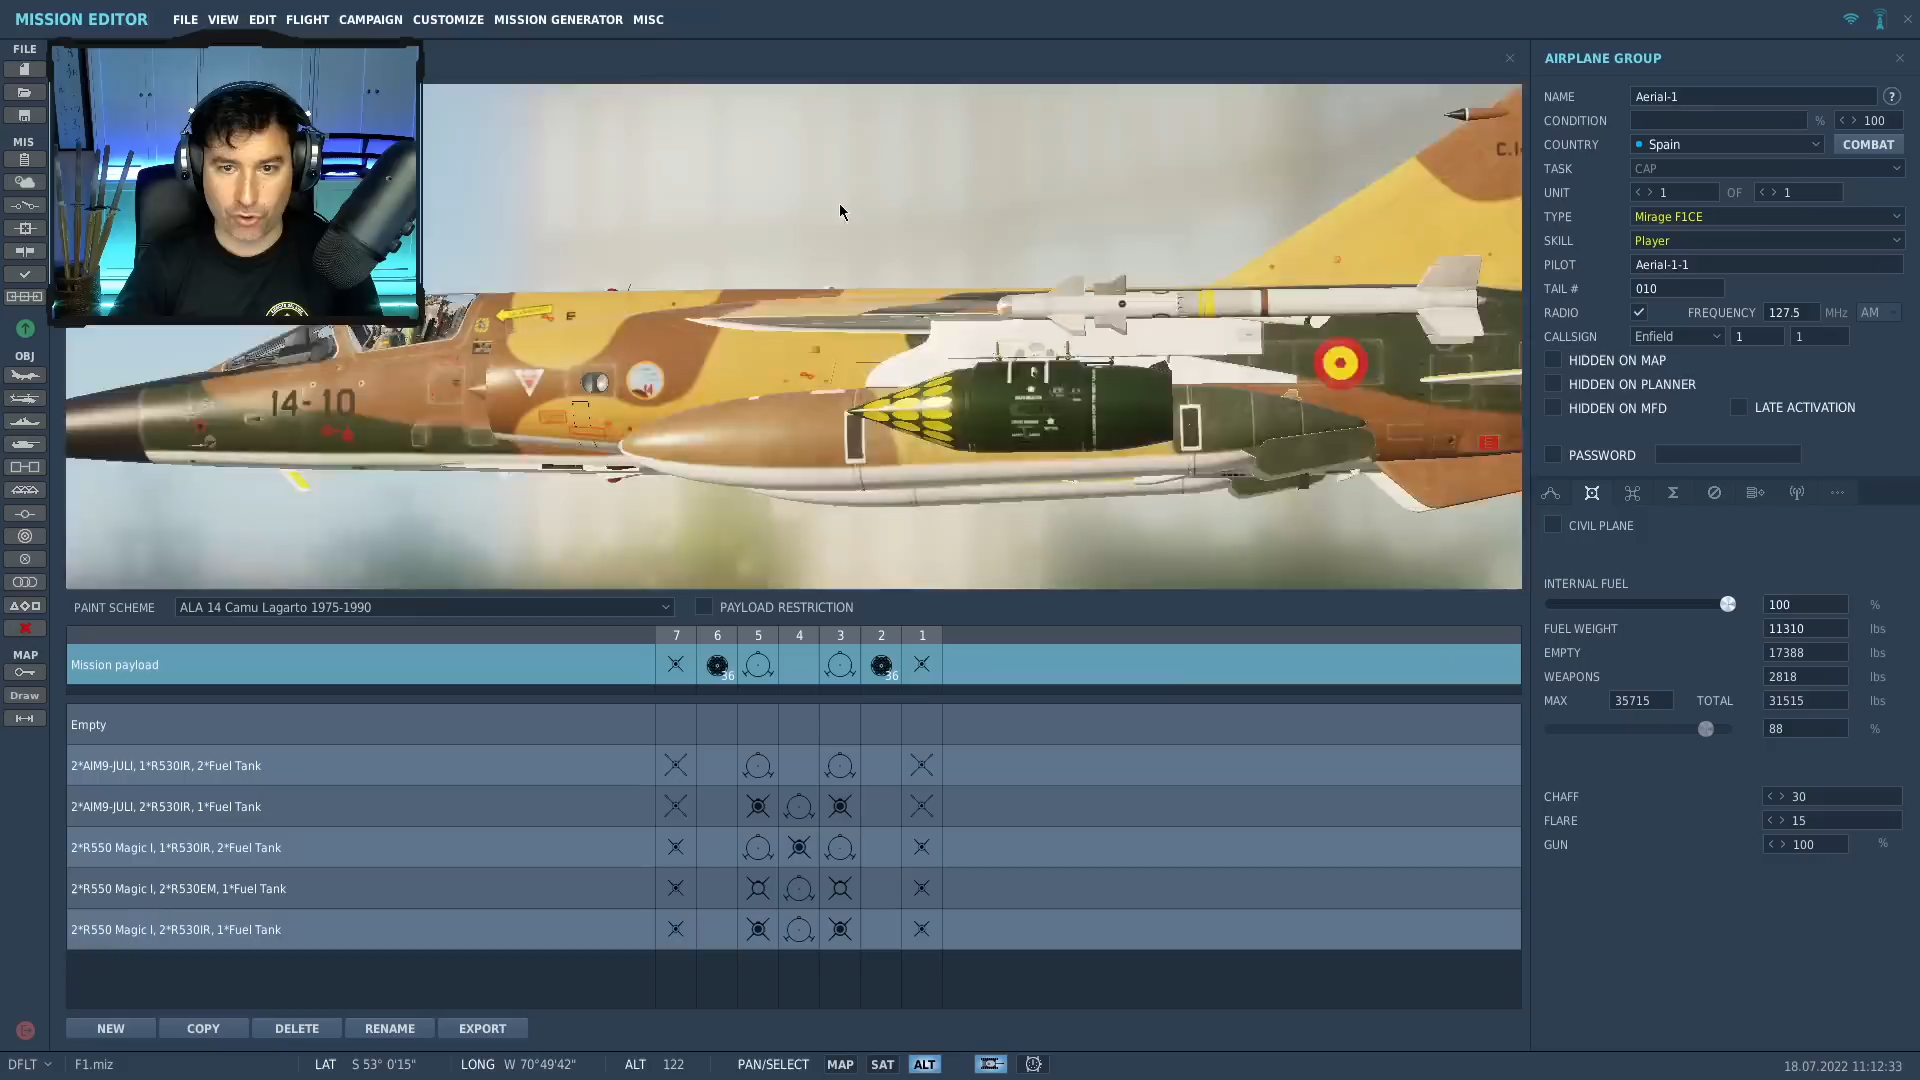 MISSION EDITOR FILE VIEW EDIT FLIGHT CAMPAIGN CUSTOMIZE MISSION GENERATOR MISC
FILE
MIS
OBJ
MAP
Draw
14-10
E
C.1
E
PAINT SCHEME ALA 14 Camu Lagarto 1975-1990 PAYLOAD RESTRICTION
7 6 5 4 3 2 1
Mission payload 36 36
Empty
2*AIM9-JULI, 1*R530IR, 2*Fuel Tank
2*AIM9-JULI, 2*R530IR, 1*Fuel Tank
2*R550 Magic I, 1*R530IR, 2*Fuel Tank
2*R550 Magic I, 2*R530EM, 1*Fuel Tank
2*R550 Magic I, 2*R530IR, 1*Fuel Tank
NEW COPY DELETE RENAME EXPORT
AIRPLANE GROUP
NAME Aerial-1 ?
CONDITION % < > 100
COUNTRY Spain COMBAT
TASK CAP
UNIT < > 1 OF < > 1
TYPE Mirage F1CE
SKILL Player
PILOT Aerial-1-1
TAIL # 010
RADIO FREQUENCY 127.5 MHz AM
CALLSIGN Enfield 1 1
HIDDEN ON MAP
HIDDEN ON PLANNER
HIDDEN ON MFD LATE ACTIVATION
PASSWORD
CIVIL PLANE
INTERNAL FUEL
100 %
FUEL WEIGHT 11310 lbs
EMPTY 17388 lbs
WEAPONS 2818 lbs
MAX 35715 TOTAL 31515 lbs
88 %
CHAFF < > 30
FLARE < > 15
GUN < > 100 %
DFLT F1.miz LAT S 53° 0'15" LONG W 70°49'42" ALT 122 PAN/SELECT MAP SAT ALT 18.07.2022 11:12:33